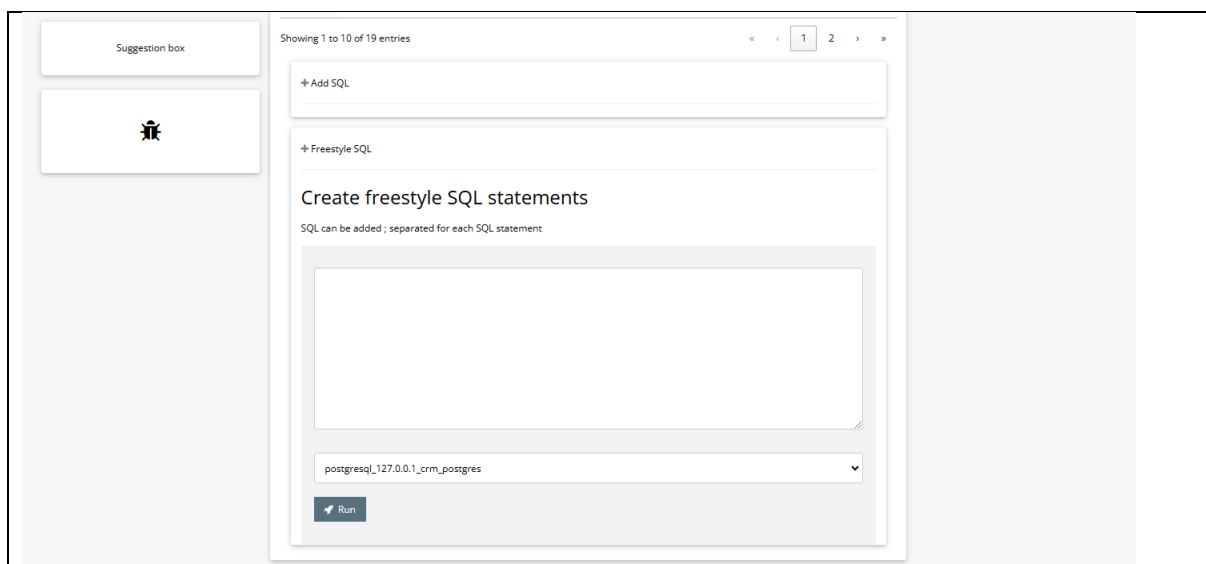 Suggestion box
Showing 1 to 10 of 19 entries
« ‹ 1 2 › »
+ Add SQL
+ Freestyle SQL
Create freestyle SQL statements
SQL can be added ; separated for each SQL statement
postgresql_127.0.0.1_crm_postgres
Run